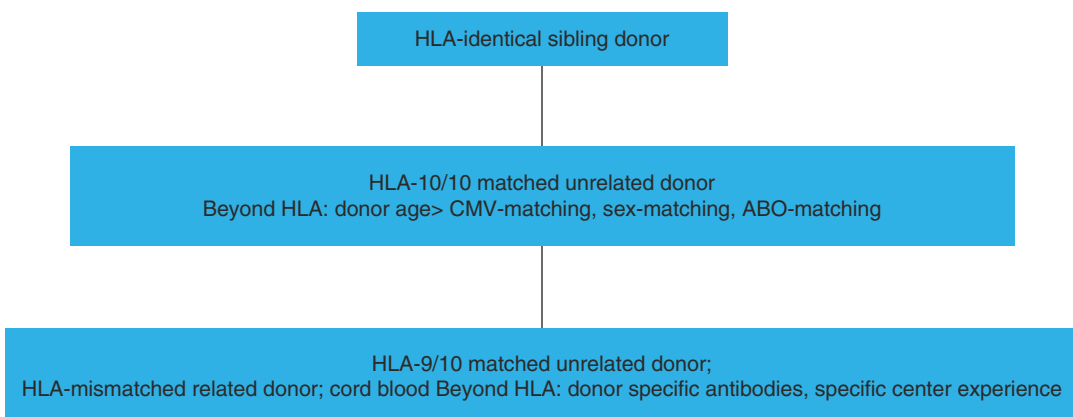 HLA-identical sibling donor
HLA-10/10 matched unrelated donor
Beyond HLA: donor age> CMV-matching, sex-matching, ABO-matching
HLA-9/10 matched unrelated donor;
HLA-mismatched related donor; cord blood Beyond HLA: donor specific antibodies, specific center experience